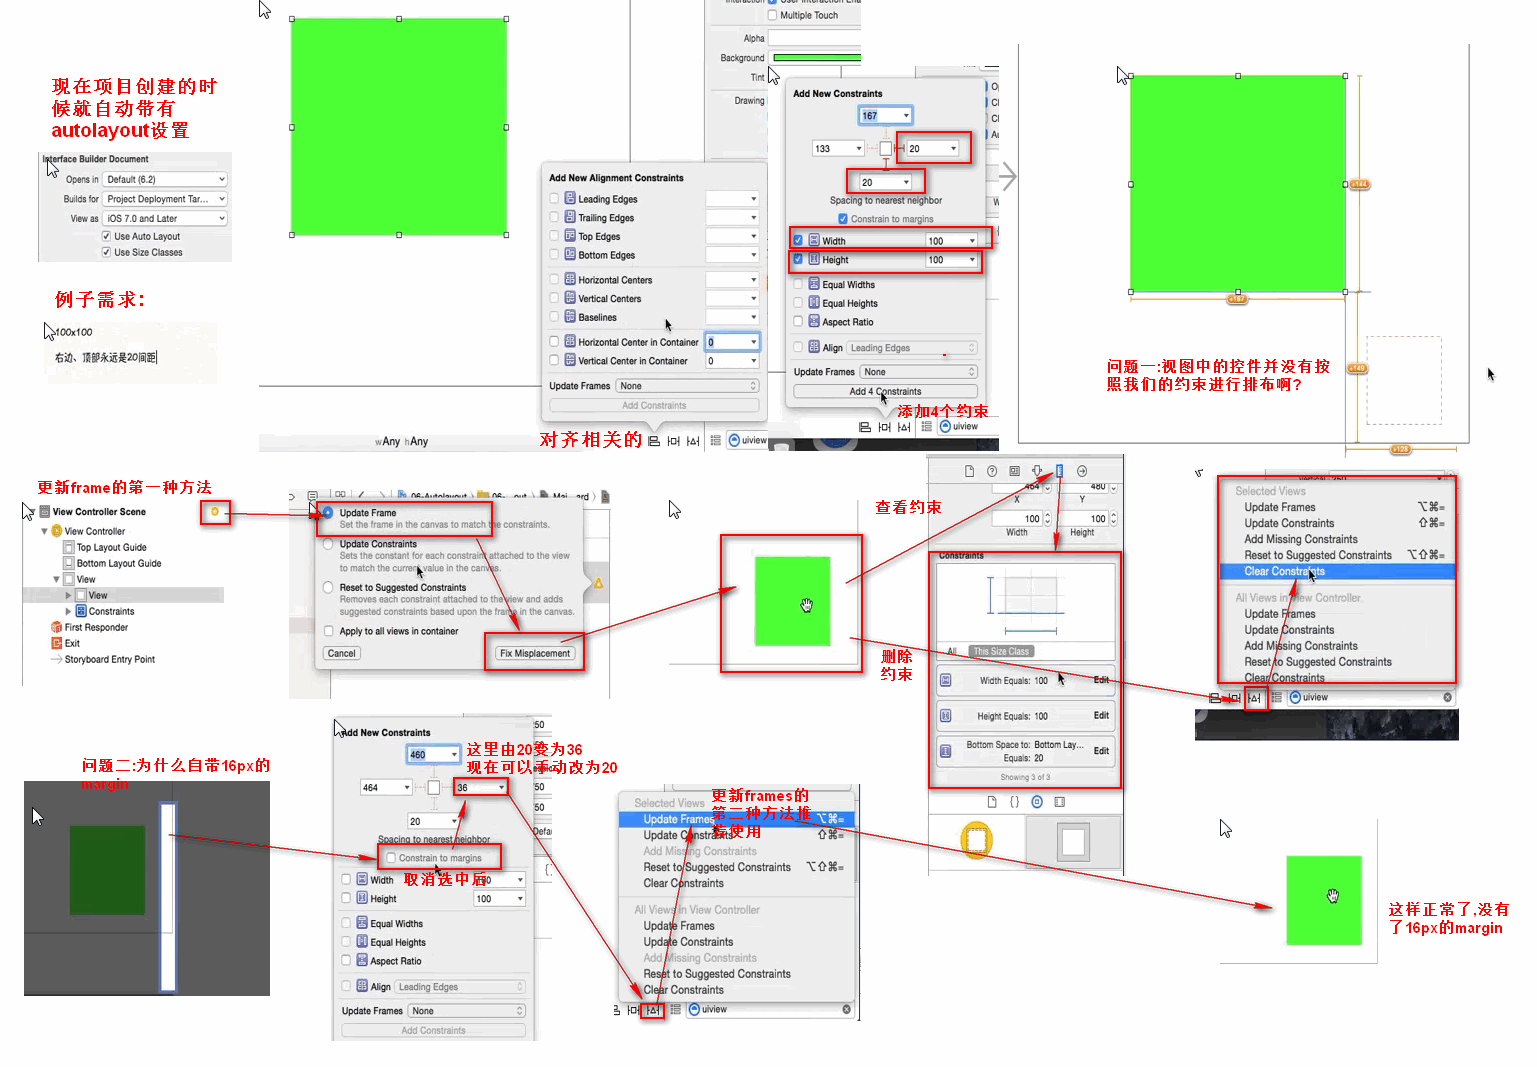 现在项目创建的时
候就自动带有
autolayout设置
Interface Builder Document
Opens in Default (6.2)
Builds for Project Deployment Tar...
View as iOS 7.0 and Later
Use Auto Layout
Use Size Classes
例子需求:
100x100
右边、顶部永远是20间距
wAny hAny
Add New Alignment Constraints
Leading Edges
Trailing Edges
Top Edges
Bottom Edges
Horizontal Centers
Vertical Centers
Baselines
Horizontal Center in Container 0
Vertical Center in Container 0
Update Frames None
Add Constraints
对齐相关的
uiview
Multiple Touch
Alpha
Background
Tint
Drawing
Add New Constraints
167
133
20
20
Spacing to nearest neighbor
Constrain to margins
Width 100
Height 100
Equal Widths
Equal Heights
Aspect Ratio
Align Leading Edges
Update Frames None
Add 4 Constraints
添加4个约束
uiview
+144
+187
+149
+128
问题一:视图中的控件并没有按
照我们的约束进行排布啊?
更新frame的第一种方法
View Controller Scene
View Controller
Top Layout Guide
Bottom Layout Guide
View
View
Constraints
First Responder
Exit
Storyboard Entry Point
06-Autolayout
Update Frame
Set the frame in the canvas to match the constraints.
Update Constraints
Sets the constant for each constraint attached to the view
to match the current value in the canvas.
Reset to Suggested Constraints
Removes each constraint attached to the view and adds
suggested constraints based upon the frame in the canvas.
Apply to all views in container
Cancel
Fix Misplacement
查看约束
删除
约束
464 480
X Y
100 100
Width Height
Constraints
All This Size Class
Width Equals: 100 Edit
Height Equals: 100 Edit
Bottom Space to: Bottom Lay...
Equals: 20 Edit
Showing 3 of 3
Selected Views
Update Frames ⌥⌘=
Update Constraints ⇧⌘=
Add Missing Constraints
Reset to Suggested Constraints ⌥⇧⌘=
Clear Constraints
All Views in View Controller
Update Frames
Update Constraints
Add Missing Constraints
Reset to Suggested Constraints
Clear Constraints
uiview
问题二:为什么自带16px的
margin
Add New Constraints
460
464
36
20
这里由20变为36
现在可以手动改为20
Spacing to nearest neighbor
Constrain to margins
取消选中后
Width
Height 100
Equal Widths
Equal Heights
Aspect Ratio
Align Leading Edges
Update Frames None
Add Constraints
Selected Views
Update Frames ⌥⌘=
Update Constraints ⇧⌘=
Add Missing Constraints
Reset to Suggested Constraints ⌥⇧⌘=
Clear Constraints
All Views in View Controller
Update Frames
Update Constraints
Add Missing Constraints
Reset to Suggested Constraints
Clear Constraints
uiview
更新frames的
第二种方法推
荐使用
这样正常了,没有
了16px的margin